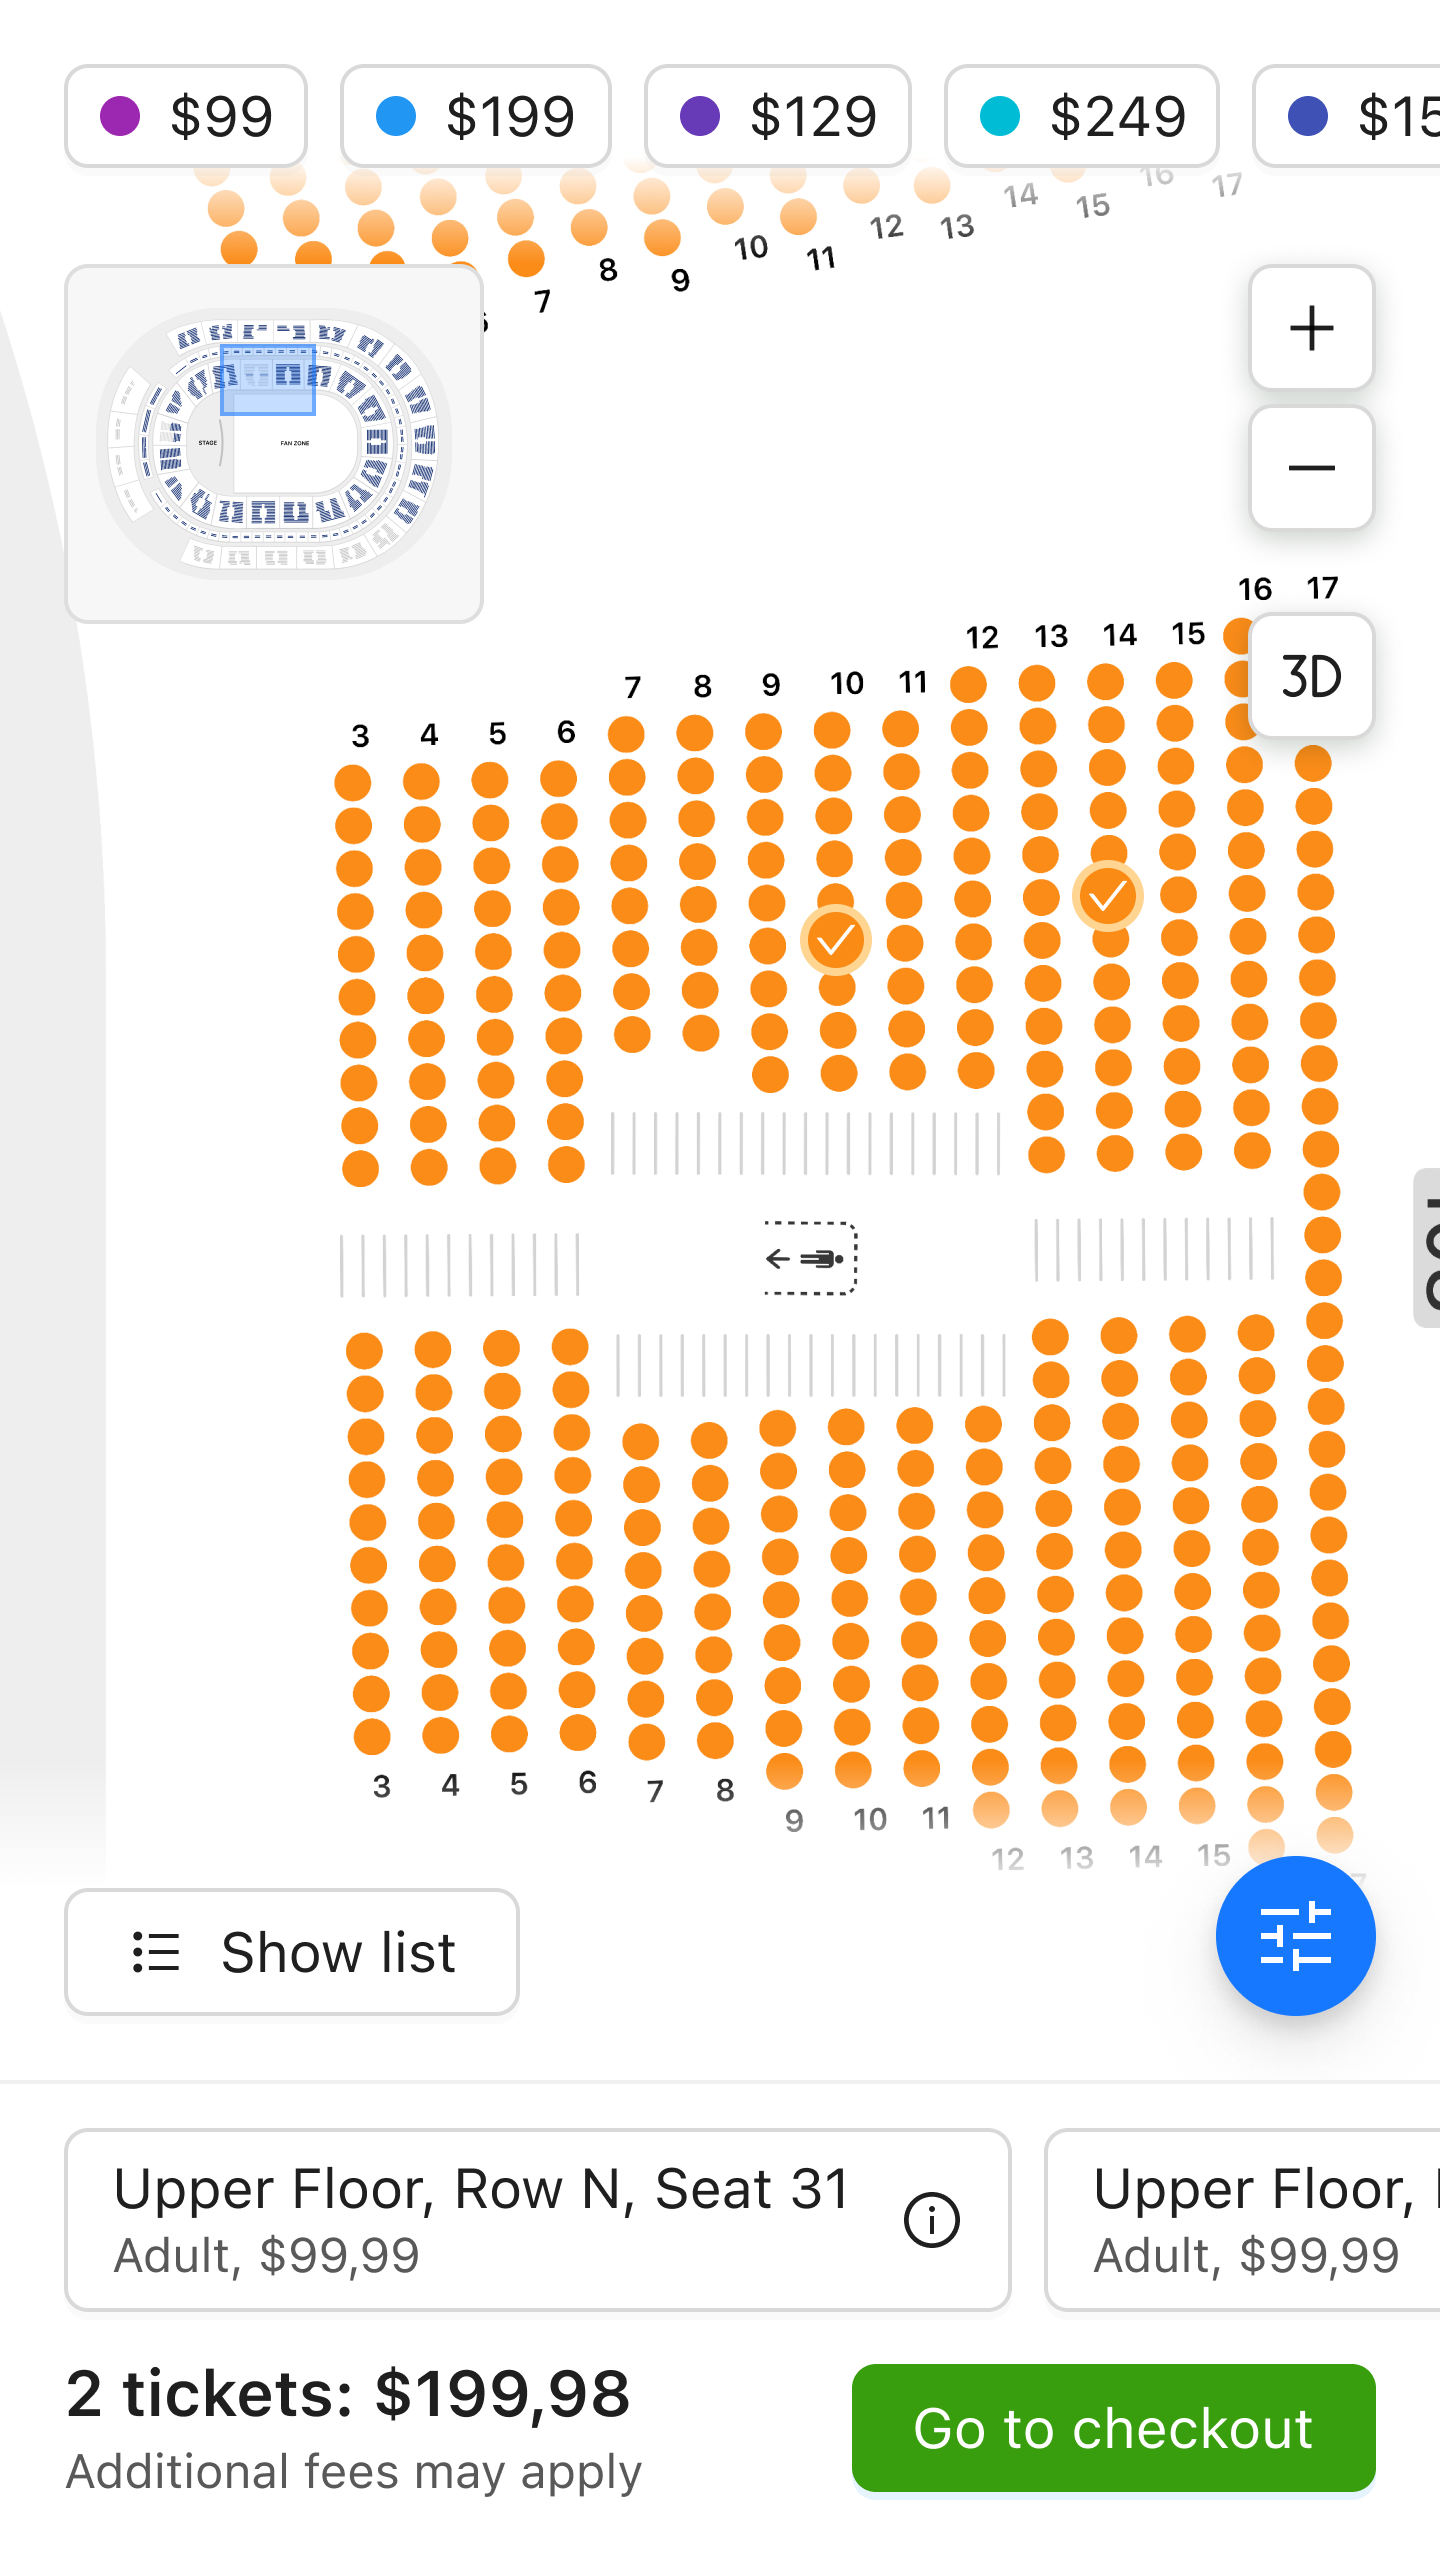 $99 $199 $129 $249 $15
16 17
14 15
12 13
10 11
8 9
7
STAGE FAN ZONE
16 17
12 13 14 15
7 8 9 10 11
3 4 5 6
3D
3 4 5 6 7 8
9 10 11
12 13 14 15
Show list
Upper Floor, Row N, Seat 31
Adult, $99,99
Upper Floor,
Adult, $99,99
2 tickets: $199,98
Additional fees may apply
Go to checkout